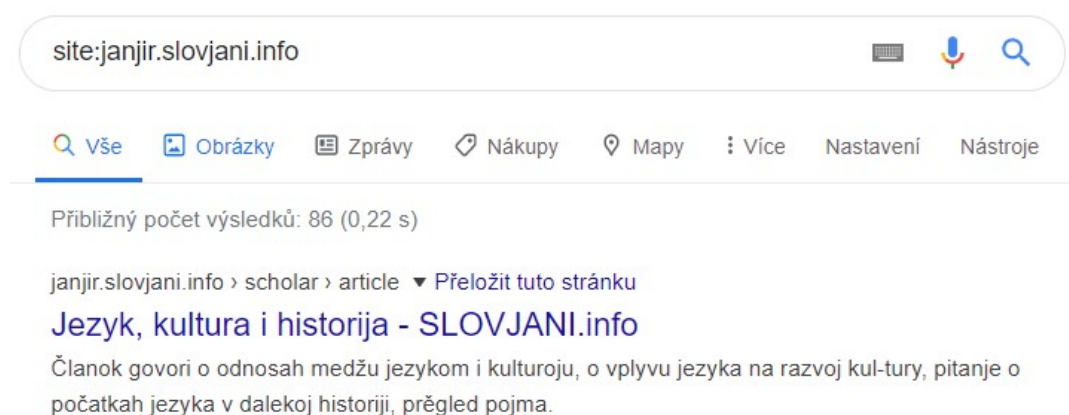 site:janjir.slovjani.info
Vše Obrázky Zprávy Nákupy Mapy Více Nastavení Nástroje
Přibližný počet výsledků: 86 (0,22 s)
janjir.slovjani.info › scholar › article ▼ Přeložit tuto stránku
Jezyk, kultura i historija - SLOVJANI.info
Članok govori o odnosah medžu jezykom i kulturoju, o vplyvu jezyka na razvoj kul-tury, pitanje o
počatkah jezyka v dalekoj historiji, prěgled pojma.